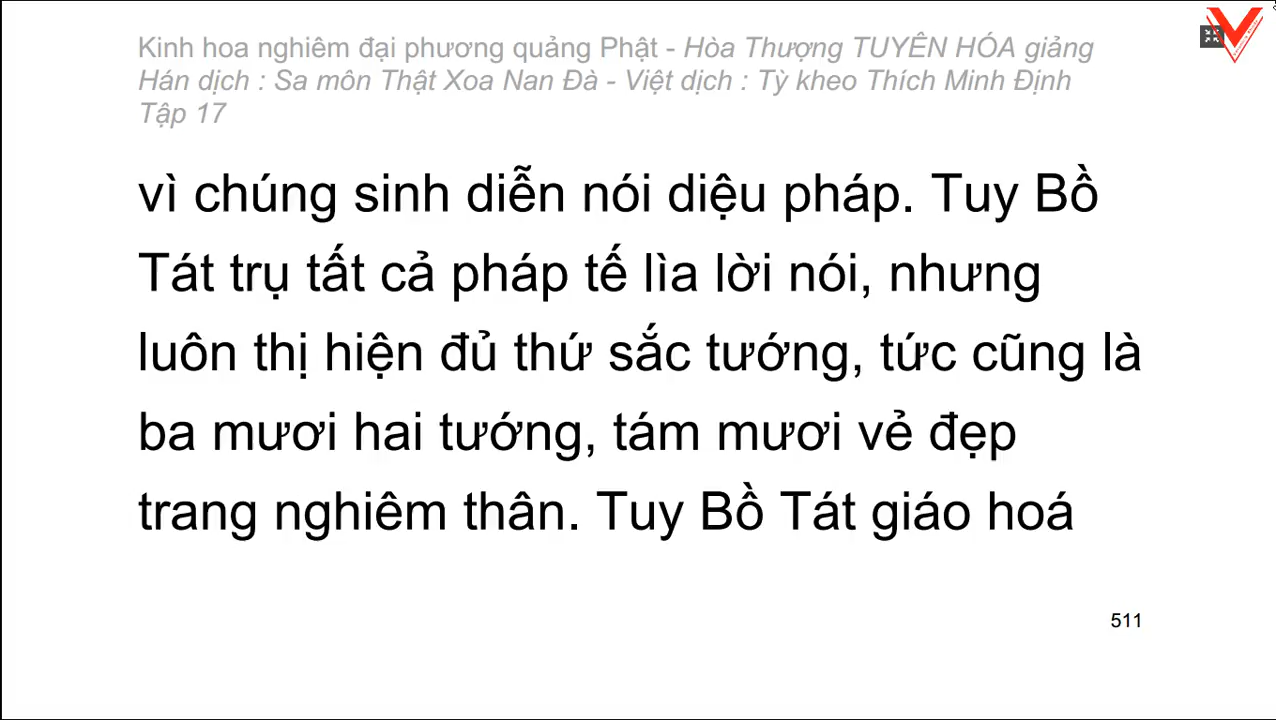 Kinh hoa nghiêm đại phương quảng Phật - Hòa Thượng TUYÊN HÓA giảng
Hán dịch : Sa môn Thật Xoa Nan Đà - Việt dịch : Tỳ kheo Thích Minh Định
Tập 17
vì chúng sinh diễn nói diệu pháp. Tuy Bồ
Tát trụ tất cả pháp tế lìa lời nói, nhưng
luôn thị hiện đủ thứ sắc tướng, tức cũng là
ba mươi hai tướng, tám mươi vẻ đẹp
trang nghiêm thân. Tuy Bồ Tát giáo hoá
511